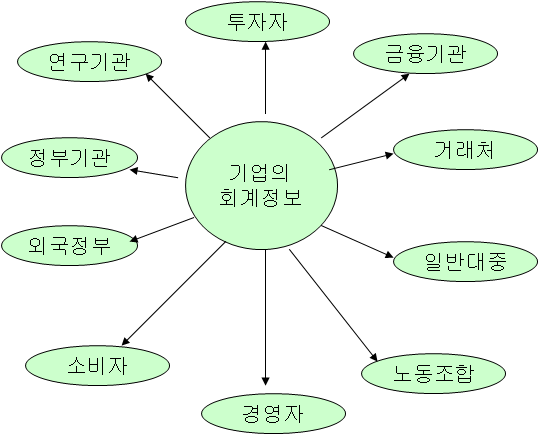 투자자
연구기관
금융기관
정부기관
거래처
기업의
회계정보
외국정부
일반대중
소비자
노동조합
경영자